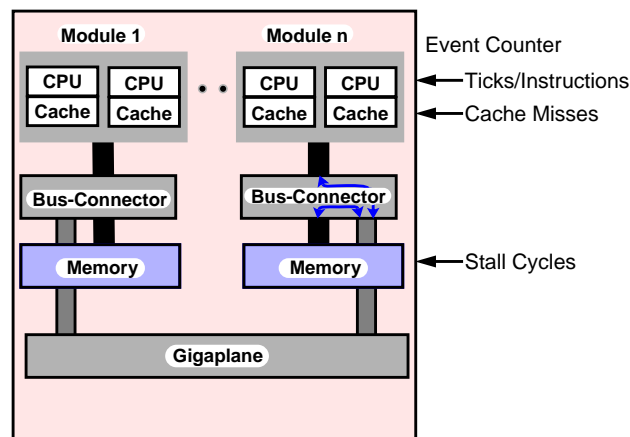 Module 1
Module n
Event Counter
CPU
CPU
CPU
CPU
Ticks/Instructions
Cache
Cache
Cache
Cache
Cache Misses
Bus-Connector
Bus-Connector
Memory
Memory
Stall Cycles
Gigaplane